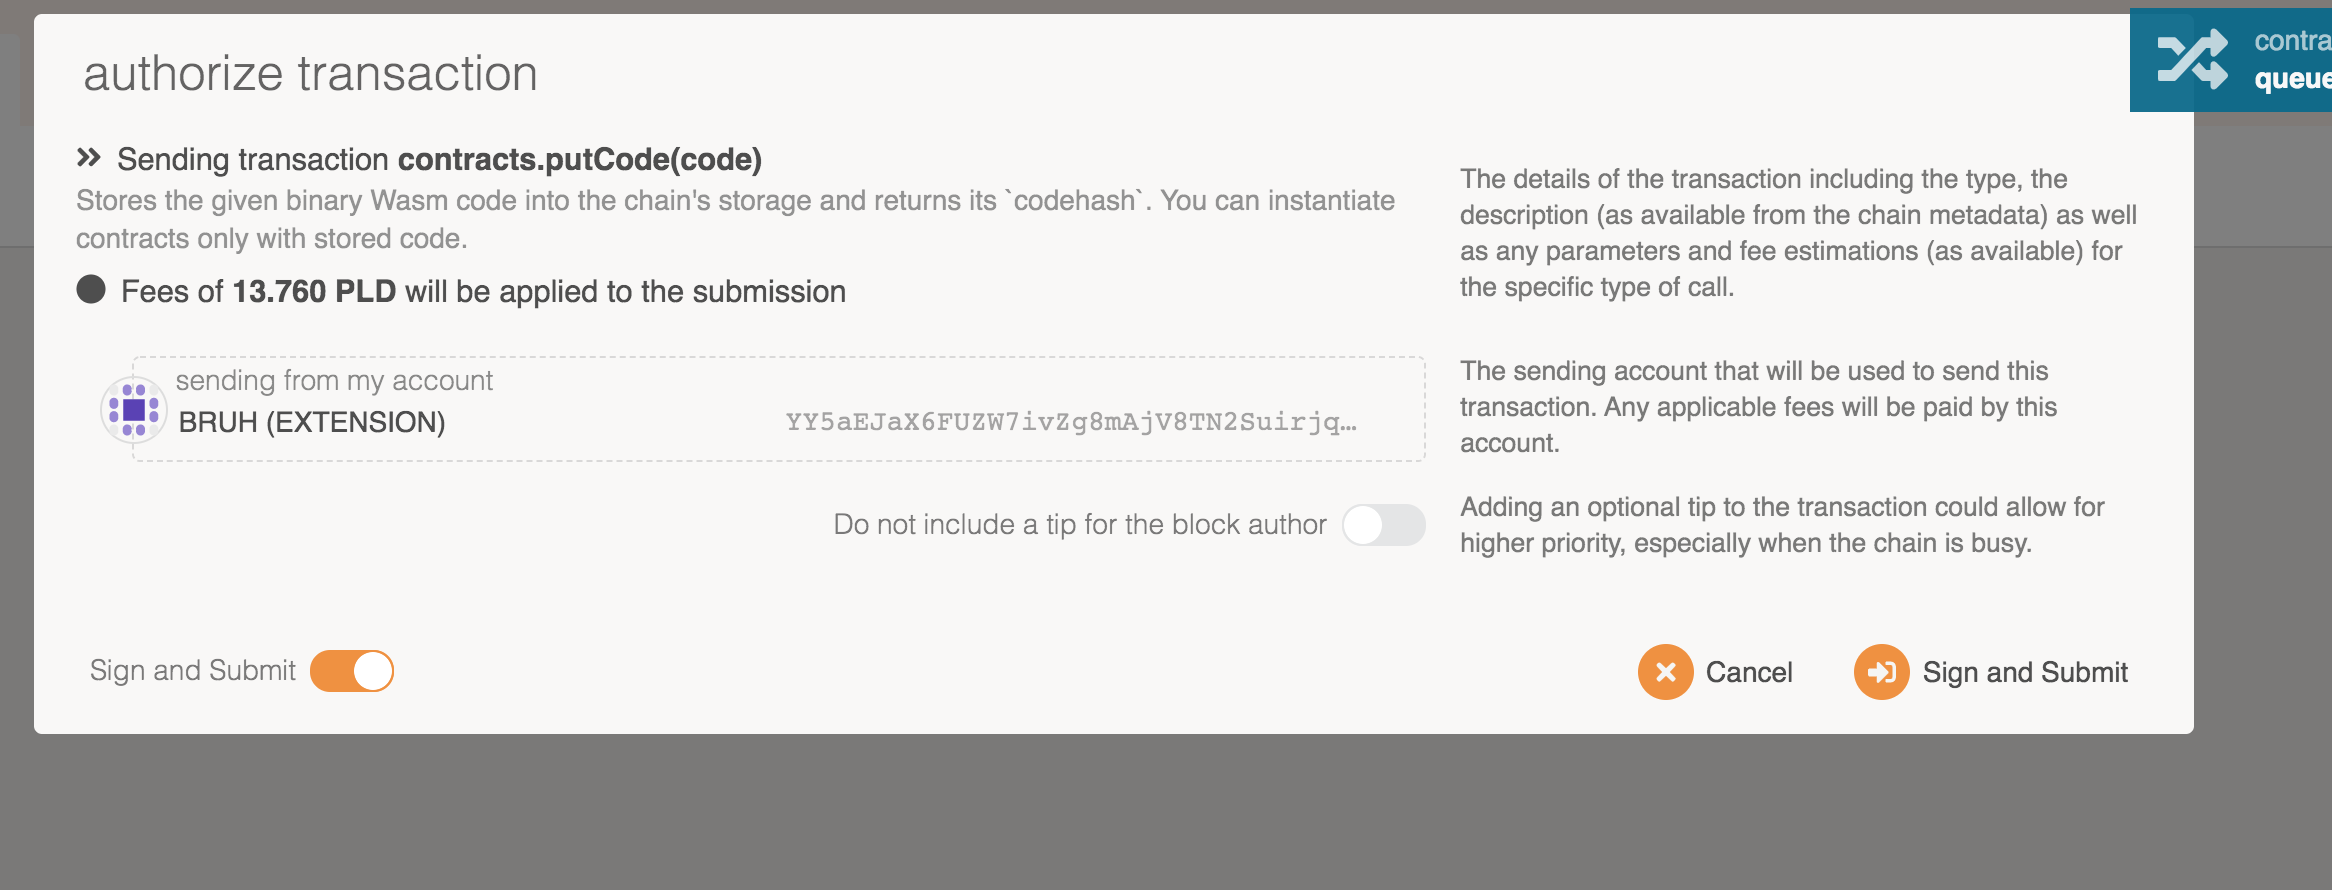 authorize transaction
Sending transaction contracts.putCode(code)
Stores the given binary Wasm code into the chain's storage and returns its `codehash`. You can instantiate
contracts only with stored code.
Fees of 13.760 PLD will be applied to the submission
The details of the transaction including the type, the
description (as available from the chain metadata) as well
as any parameters and fee estimations (as available) for
the specific type of call.
sending from my account
BRUH (EXTENSION)
YY5aEJaX6FUZW7ivZg8mAjV8TN2Suirjq…
The sending account that will be used to send this
transaction. Any applicable fees will be paid by this
account.
Do not include a tip for the block author
Adding an optional tip to the transaction could allow for
higher priority, especially when the chain is busy.
Sign and Submit
Cancel
Sign and Submit
contra
queue